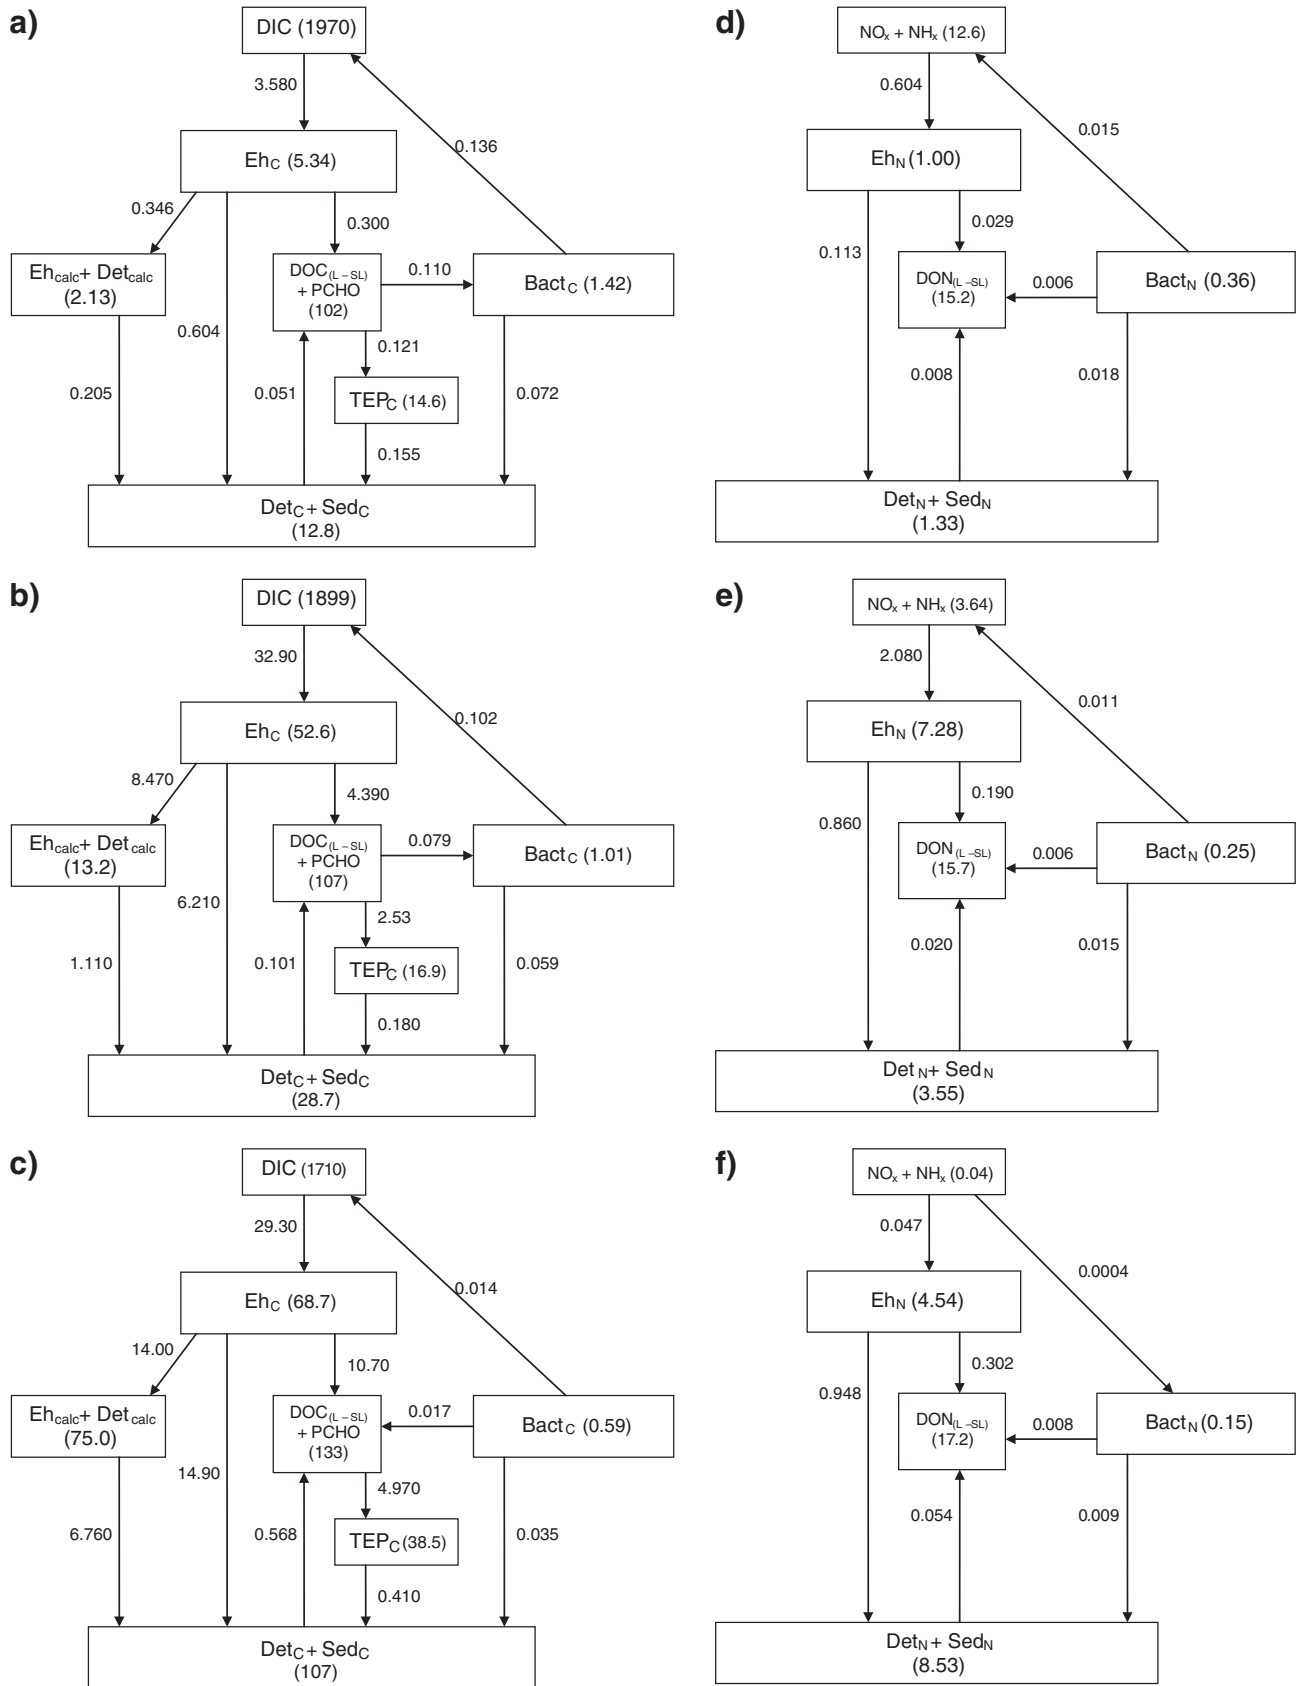 a)
DIC (1970)
3.580
0.136
Eh_C (5.34)
0.346
0.300
Eh_calc + Det_calc
(2.13)
DOC_(L–SL)
+ PCHO
(102)
0.110
Bact_C (1.42)
0.604
0.121
0.205
0.051
TEP_C (14.6)
0.072
0.155
Det_C + Sed_C
(12.8)
b)
DIC (1899)
32.90
0.102
Eh_C (52.6)
8.470
4.390
Eh_calc + Det_calc
(13.2)
DOC_(L–SL)
+ PCHO
(107)
0.079
Bact_C (1.01)
6.210
2.53
1.110
0.101
TEP_C (16.9)
0.059
0.180
Det_C + Sed_C
(28.7)
c)
DIC (1710)
29.30
0.014
Eh_C (68.7)
14.00
10.70
Eh_calc + Det_calc
(75.0)
DOC_(L–SL)
+ PCHO
(133)
0.017
Bact_C (0.59)
14.90
4.970
6.760
0.568
TEP_C (38.5)
0.035
0.410
Det_C + Sed_C
(107)
d)
NO_x + NH_x (12.6)
0.604
0.015
Eh_N (1.00)
0.029
0.113
DON_(L–SL)
(15.2)
0.006
Bact_N (0.36)
0.008
0.018
Det_N + Sed_N
(1.33)
e)
NO_x + NH_x (3.64)
2.080
0.011
Eh_N (7.28)
0.190
0.860
DON_(L–SL)
(15.7)
0.006
Bact_N (0.25)
0.020
0.015
Det_N + Sed_N
(3.55)
f)
NO_x + NH_x (0.04)
0.047
0.0004
Eh_N (4.54)
0.302
0.948
DON_(L–SL)
(17.2)
0.008
Bact_N (0.15)
0.054
0.009
Det_N + Sed_N
(8.53)